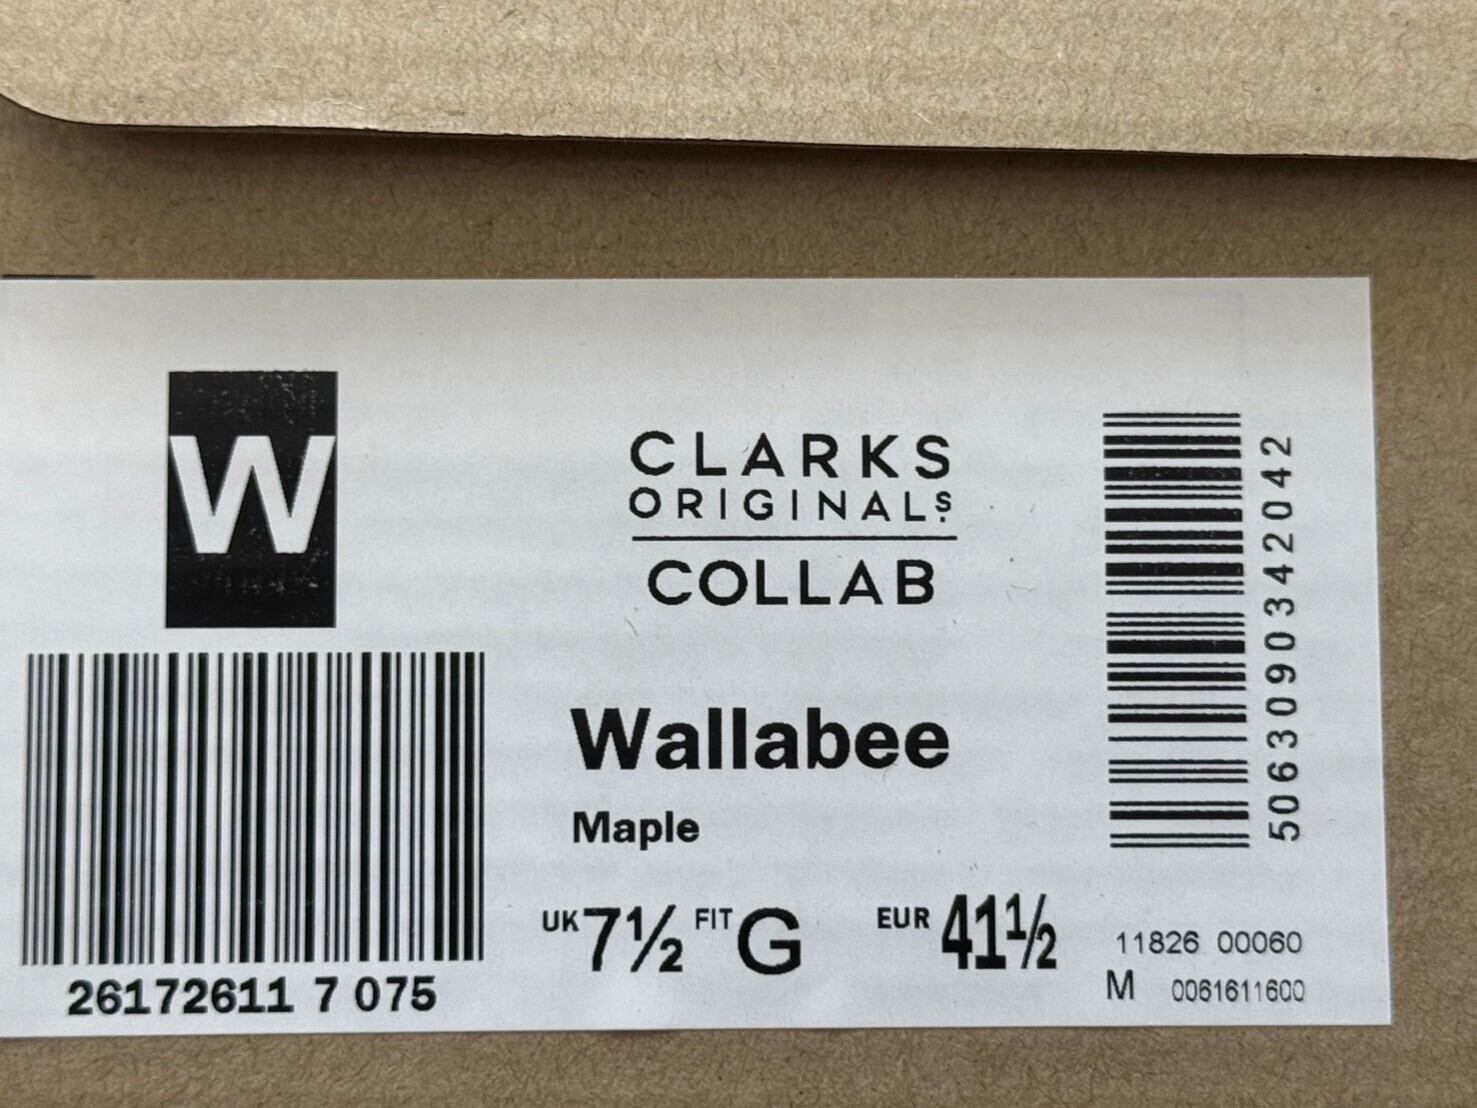 W
CLARKS
ORIGINALS.
COLLAB
Wallabee
Maple
UK 7½ FIT G EUR 41½
26172611 7 075
5063090342042
11826 00060
M 0061611600